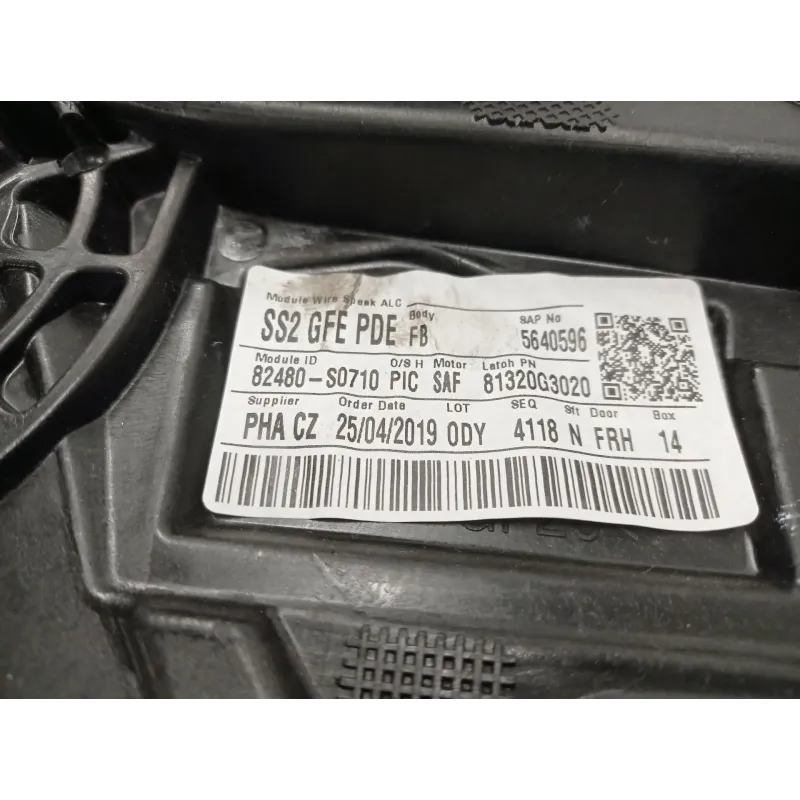 Module Wire Speak ALC Body SAP No
SS2 GFE PDE FB 5640596
Module ID O/S H Motor Latch PN
82480-S0710 PIC SAF 81320G3020
Supplier Order Date LOT SEQ Sft Door Box
PHA CZ 25/04/2019 0DY 4118 N FRH 14